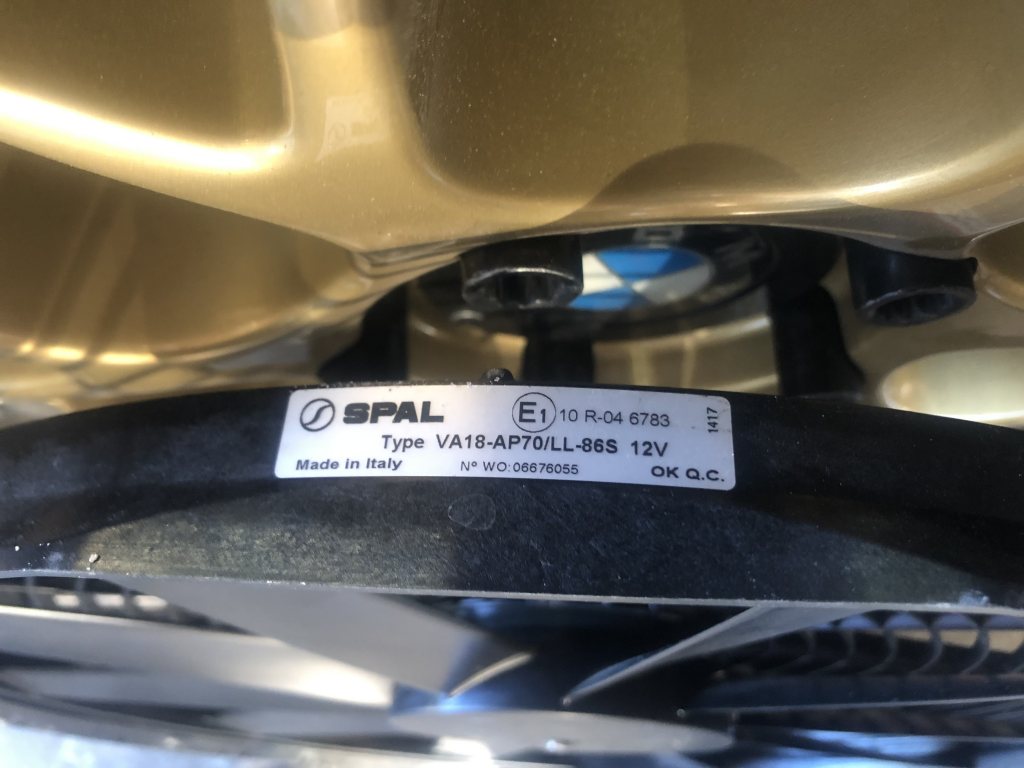 SPAL E1 10 R-04 6783 1417
Type VA18-AP70/LL-86S 12V
Made in Italy Nº WO:06676055 OK Q.C.